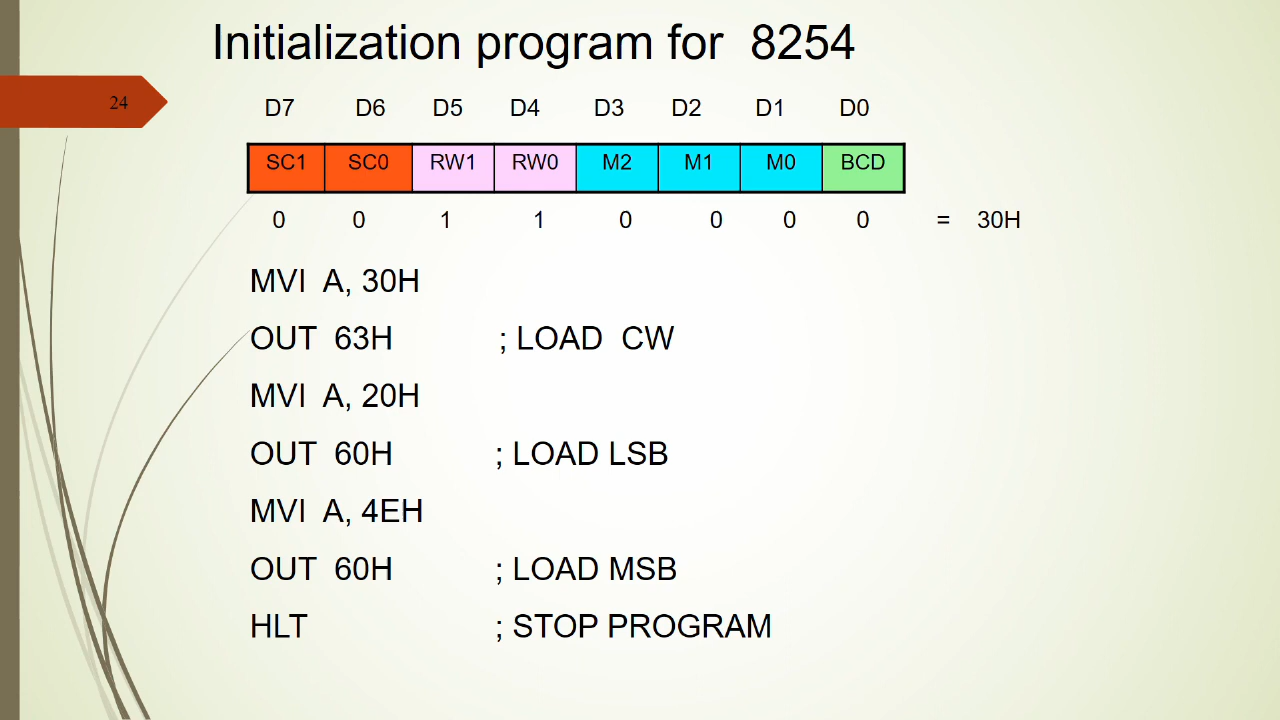 Initialization program for 8254
24
D7 D6 D5 D4 D3 D2 D1 D0
SC1 SC0 RW1 RW0 M2 M1 M0 BCD
0 0 1 1 0 0 0 0 = 30H
MVI A, 30H
OUT 63H ; LOAD CW
MVI A, 20H
OUT 60H ; LOAD LSB
MVI A, 4EH
OUT 60H ; LOAD MSB
HLT ; STOP PROGRAM